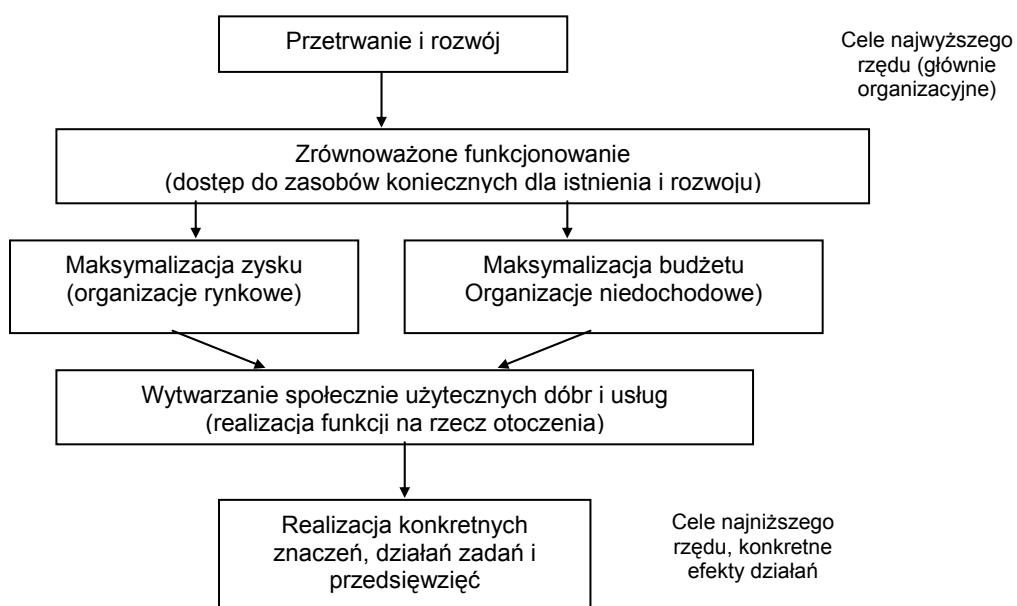 Przetrwanie i rozwój
Cele najwyższego
rzędu (głównie
organizacyjne)
Zrównoważone funkcjonowanie
(dostęp do zasobów koniecznych dla istnienia i rozwoju)
Maksymalizacja zysku
(organizacje rynkowe)
Maksymalizacja budżetu
Organizacje niedochodowe)
Wytwarzanie społecznie użytecznych dóbr i usług
(realizacja funkcji na rzecz otoczenia)
Realizacja konkretnych
znaczeń, działań zadań i
przedsięwzięć
Cele najniższego
rzędu, konkretne
efekty działań